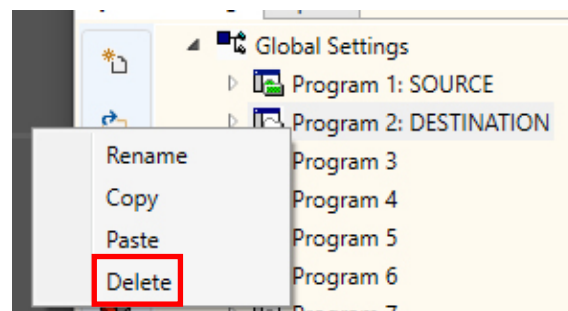 Global Settings
Program 1: SOURCE
Program 2: DESTINATION
Rename
Program 3
Copy
Program 4
Paste
Program 5
Delete
Program 6